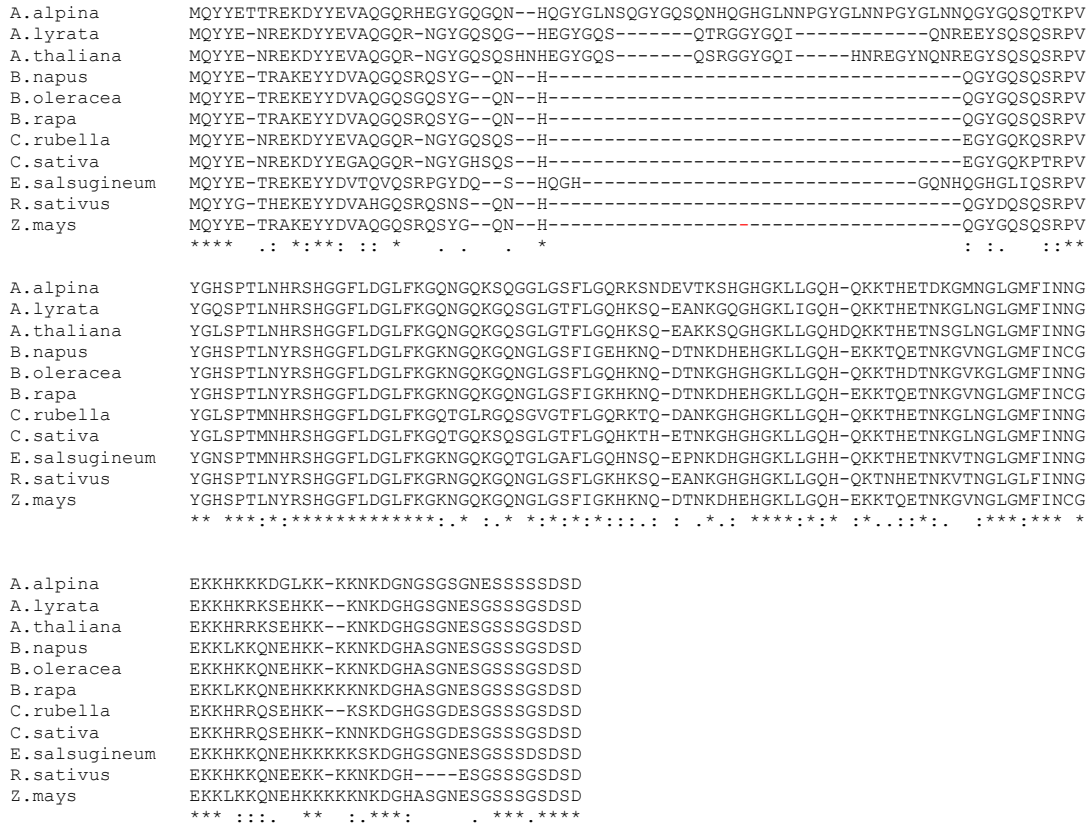 A.alpina MQYYETTREKDYYEVAQGQRHEGYGQGQN--HQGYGLNSQGYGQSQNHQGHGLNNPGYGLNNPGYGLNNQGYGQSQTKPV
A.lyrata MQYYE-NREKDYYEVAQGQR-NGYGQSQG--HEGYGQS-------QTRGGYGQI------------QNREEYSQSQSRPV
A.thaliana MQYYE-NREKDYYEVAQGQR-NGYGQSQSHNHEGYGQS-------QSRGGYGQI-----HNREGYNQNREGYSQSQSRPV
B.napus MQYYE-TRAKEYYDVAQGQSRQSYG--QN--H-------------------------------------QGYGQSQSRPV
B.oleracea MQYYE-TREKEYYDVAQGQSGQSYG--QN--H-------------------------------------QGYGQSQSRPV
B.rapa MQYYE-TRAKEYYDVAQGQSRQSYG--QN--H-------------------------------------QGYGQSQSRPV
C.rubella MQYYE-NREKDYYEVAQGQR-NGYGQSQS--H-------------------------------------EGYGQKQSRPV
C.sativa MQYYE-NREKDYYEGAQGQR-NGYGHSQS--H-------------------------------------EGYGQKPTRPV
E.salsugineum MQYYE-TREKEYYDVTQVQSRPGYDQ--S--HQGH------------------------------GQNHQGHGLIQSRPV
R.sativus MQYYG-THEKEYYDVAHGQSRQSNS--QN--H-------------------------------------QGYDQSQSRPV
Z.mays MQYYE-TRAKEYYDVAQGQSRQSYG--QN--H-------------------------------------QGYGQSQSRPV
**** .: *:**: :: * . . . * : :. : ::**
A.alpina YGHSPTLNHRSHGGFLDGLFKGQNGQKSQGGLGSFLGQRKSNDEVTKSHGHGKLLGQH-QKKTHETDKGMNGLGMFINNG
A.lyrata YGQSPTLNHRSHGGFLDGLFKGQNGQKGQSGLGTFLGQHKSQ-EANKGQGHGKLIGQH-QKKTHETNKGLNGLGMFINNG
A.thaliana YGLSPTLNHRSHGGFLDGLFKGQNGQKGQSGLGTFLGQHKSQ-EAKKSQGHGKLLGQHDQKKTHETNSGLNGLGMFINNG
B.napus YGHSPTLNYRSHGGFLDGLFKGKNGQKGQNGLGSFIGEHKNQ-DTNKDHEHGKLLGQH-EKKTQETNKGVNGLGMFINCG
B.oleracea YGHSPTLNYRSHGGFLDGLFKGKNGQKGQNGLGSFLGQHKNQ-DTNKGHGHGKLLGQH-QKKTHDTNKGVKGLGMFINNG
B.rapa YGHSPTLNYRSHGGFLDGLFKGKNGQKGQNGLGSFIGKHKNQ-DTNKDHEHGKLLGQH-EKKTQETNKGVNGLGMFINCG
C.rubella YGLSPTMNHRSHGGFLDGLFKGQTGLRGQSGVGTFLGQRKTQ-DANKGHGHGKLLGQH-QKKTHETNKGLNGLGMFINNG
C.sativa YGLSPTMNHRSHGGFLDGLFKGQTGQKSQSGLGTFLGQHKTH-ETNKGHGHGKLLGQH-QKKTHETNKGLNGLGMFINNG
E.salsugineum YGNSPTMNHRSHGGFLDGLFKGKNGQKGQTGLGAFLGQHNSQ-EPNKDHGHGKLLGHH-QKKTHETNKVTNGLGMFINNG
R.sativus YGHSPTLNYRSHGGFLDGLFKGRNGQKGQNGLGSFLGKHKSQ-EANKGHGHGKLLGQH-QKTNHETNKVTNGLGLFINNG
Z.mays YGHSPTLNYRSHGGFLDGLFKGKNGQKGQNGLGSFIGKHKNQ-DTNKDHEHGKLLGQH-EKKTQETNKGVNGLGMFINCG
** ***:*:**************:.* :.* *:*:*:*:::.: : .*.: ****:*:* :*..::*:. :***:*** *
A.alpina EKKHKKKDGLKK-KKNKDGNGSGSGNESSSSSDSD
A.lyrata EKKHKRKSEHKK--KNKDGHGSGNESGSSSGSDSD
A.thaliana EKKHRRKSEHKK--KNKDGHGSGNESGSSSGSDSD
B.napus EKKLKKQNEHKK-KKNKDGHASGNESGSSSGSDSD
B.oleracea EKKHKKQNEHKK-KKNKDGHASGNESGSSSGSDSD
B.rapa EKKLKKQNEHKKKKKNKDGHASGNESGSSSGSDSD
C.rubella EKKHRRQSEHKK--KSKDGHGSGDESGSSSGSDSD
C.sativa EKKHRRQSEHKK-KNNKDGHGSGDESGSSSGSDSD
E.salsugineum EKKHKKQNEHKKKKKSKDGHGSGNESGSSSDSDSD
R.sativus EKKHKKQNEEKK-KKNKDGH----ESGSSSGSDSD
Z.mays EKKLKKQNEHKKKKKNKDGHASGNESGSSSGSDSD
*** :::. ** :.***: . ***.****